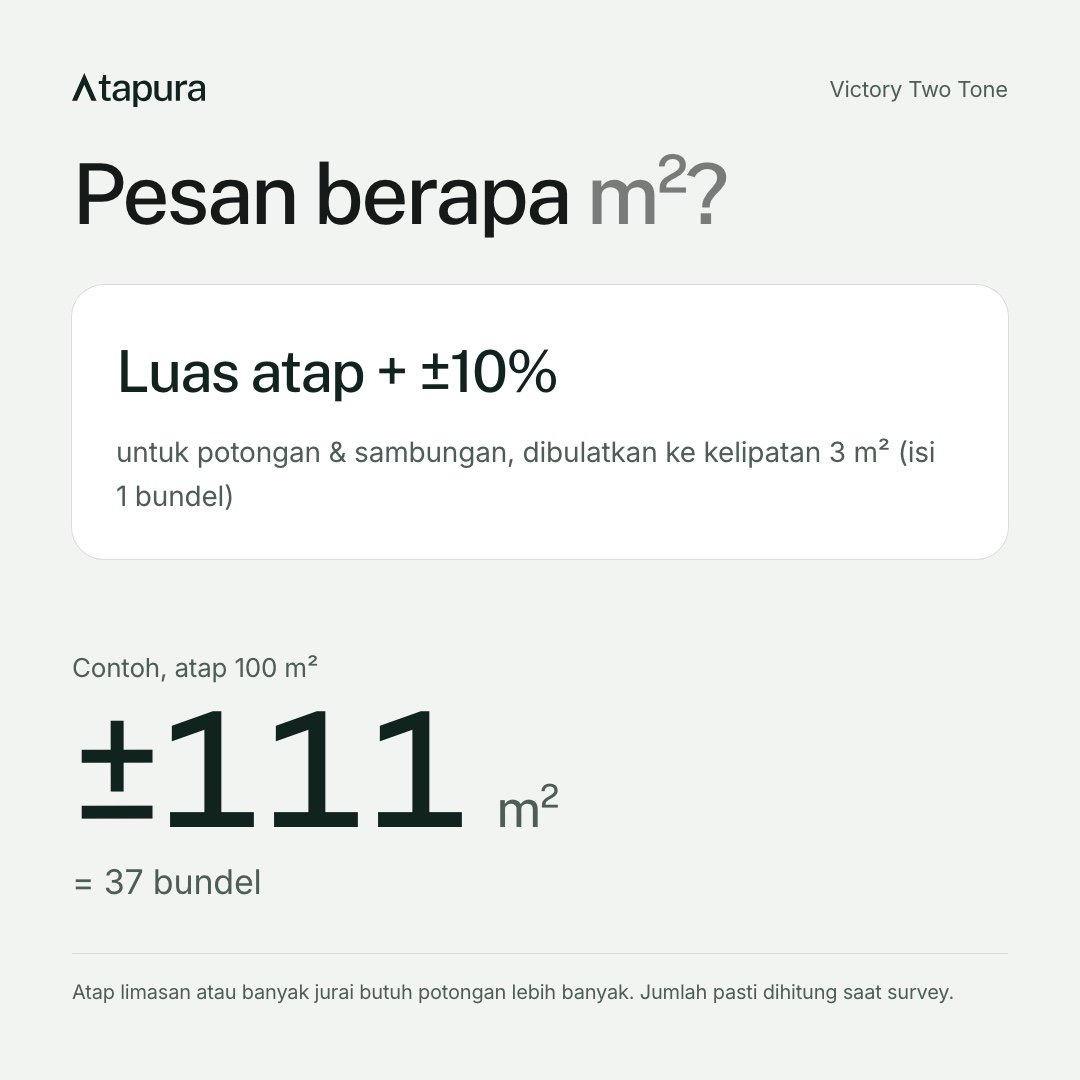 Atapura
Victory Two Tone
Pesan berapa m²?
Luas atap + ±10%
untuk potongan & sambungan, dibulatkan ke kelipatan 3 m² (isi
1 bundel)
Contoh, atap 100 m²
±111 m²
= 37 bundel
Atap limasan atau banyak jurai butuh potongan lebih banyak. Jumlah pasti dihitung saat survey.